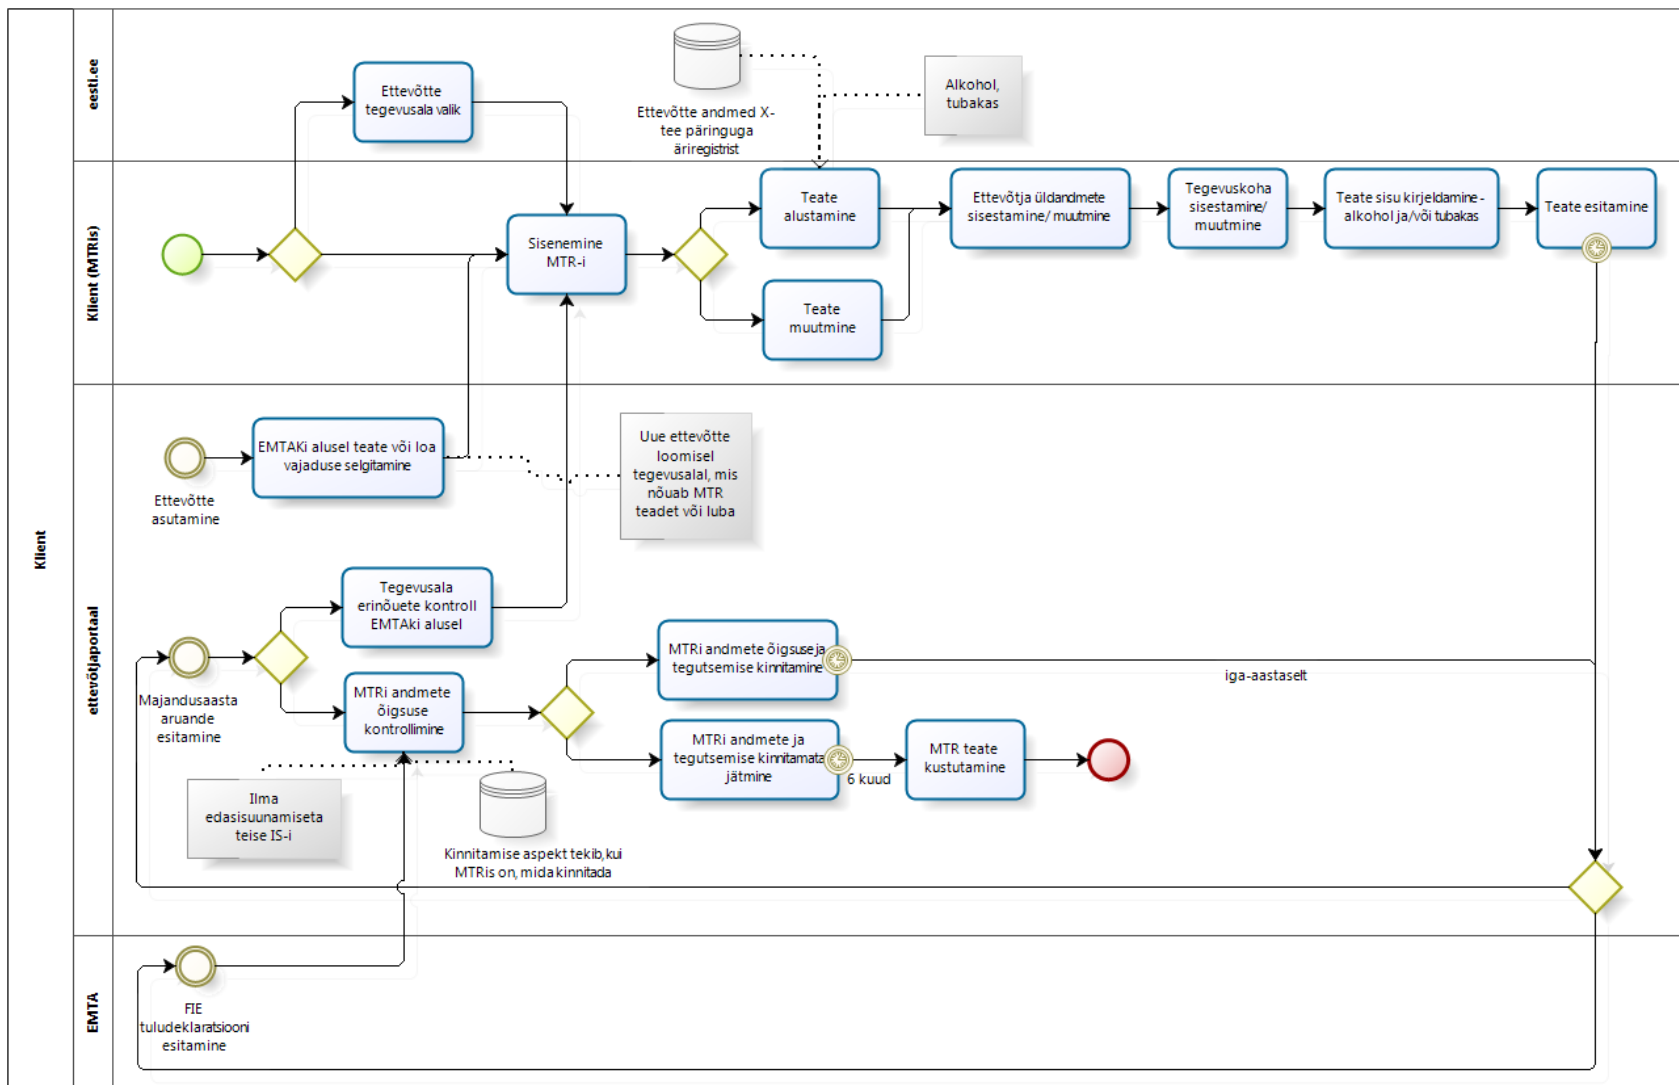 Klient
eesti.ee
Ettevõtte
tegevusala valik
Ettevõtte andmed X-
tee päringuga
äriregistrist
Alkohol,
tubakas
Klient (MTRis)
Sisenemine
MTR-i
Teate
alustamine
Teate
muutmine
Ettevõtja üldandmete
sisestamine/ muutmine
Tegevuskoha
sisestamine/
muutmine
Teate sisu kirjeldamine -
alkohol ja/või tubakas
Teate esitamine
ettevõtjaportaal
Ettevõtte
asutamine
EMTAKi alusel teate või loa
vajaduse selgitamine
Uue ettevõtte
loomisel
tegevusalal, mis
nõuab MTR
teadet või luba
Majandusaasta
aruande
esitamine
Tegevusala
erinõuete kontroll
EMTAki alusel
MTRi andmete
õigsuse
kontrollimine
MTRi andmete õigsuse ja
tegutsemise kinnitamine
iga-aastaselt
MTRi andmete ja
tegutsemise kinnitamata
jätmine
6 kuud
MTR teate
kustutamine
Ilma
edasisuunamiseta
teise IS-i
Kinnitamise aspekt tekib, kui
MTRis on, mida kinnitada
EMTA
FIE
tuludeklaratsiooni
esitamine